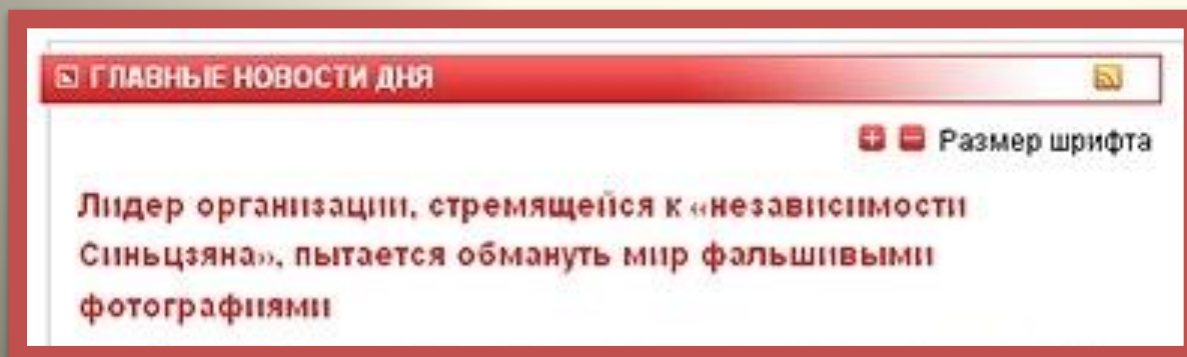 ГЛАВНЫЕ НОВОСТИ ДНЯ
Размер шрифта
Лидер организации, стремящейся к «независимости
Синьцзяна», пытается обмануть мир фальшивыми
фотографиями